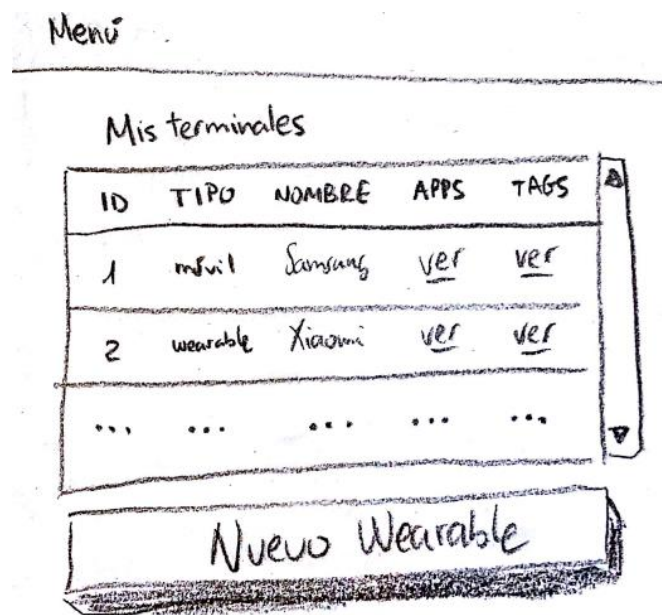 Menú
Mis terminales
ID TIPO NOMBRE APPS TAGS
1 móvil Samsung ver ver
2 wearable Xiaomi ver ver
... ... ... ... ...
Nuevo Wearable